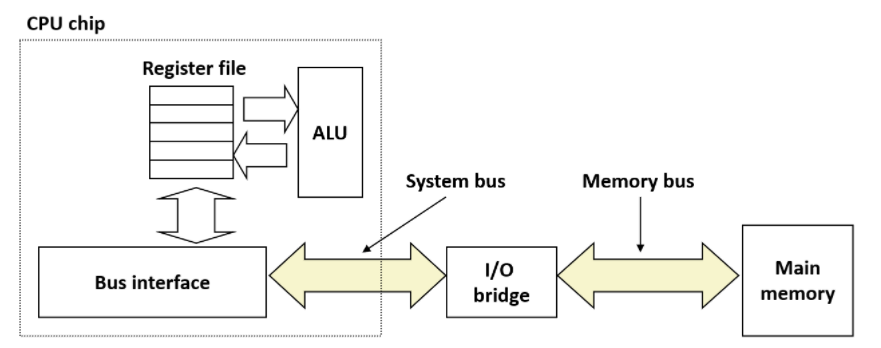 CPU chip
Register file
ALU
System bus
Memory bus
Bus interface
I/O
bridge
Main
memory